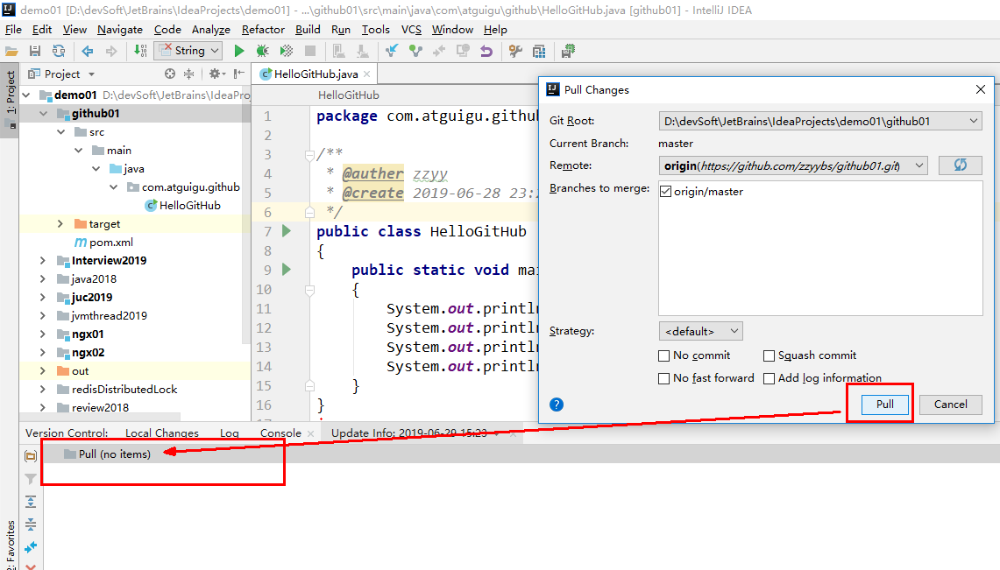 demo01 [D:\devSoft\JetBrains\IdeaProjects\demo01] - ...\github01\src\main\java\com\atguigu\github\HelloGitHub.java [github01] - IntelliJ IDEA
File Edit View Navigate Code Analyze Refactor Build Run Tools VCS Window Help
String
1: Project
Project
demo01 D:\devSoft\JetBrains\IdeaPro
github01
src
main
java
com.atguigu.github
HelloGitHub
target
pom.xml
Interview2019
java2018
juc2019
jvmthread2019
ngx01
ngx02
out
redisDistributedLock
review2018
HelloGitHub.java
HelloGitHub
1 package com.atguigu.githu
2
3 /**
4 * @auther zzyy
5 * @create 2019-06-28 23:
6 */
7 public class HelloGitHub
8 {
9 public static void mai
10 {
11 System.out.printl
12 System.out.printl
13 System.out.printl
14 System.out.printl
15 }
16 }
Pull Changes
Git Root: D:\devSoft\JetBrains\IdeaProjects\demo01\github01
Current Branch: master
Remote: origin(https://github.com/zzyybs/github01.git)
Branches to merge: origin/master
Strategy: <default>
No commit Squash commit
No fast forward Add log information
? Pull Cancel
Version Control: Local Changes Log Console Update Info: 2019-06-29 15:23
Pull (no items)
2: Favorites